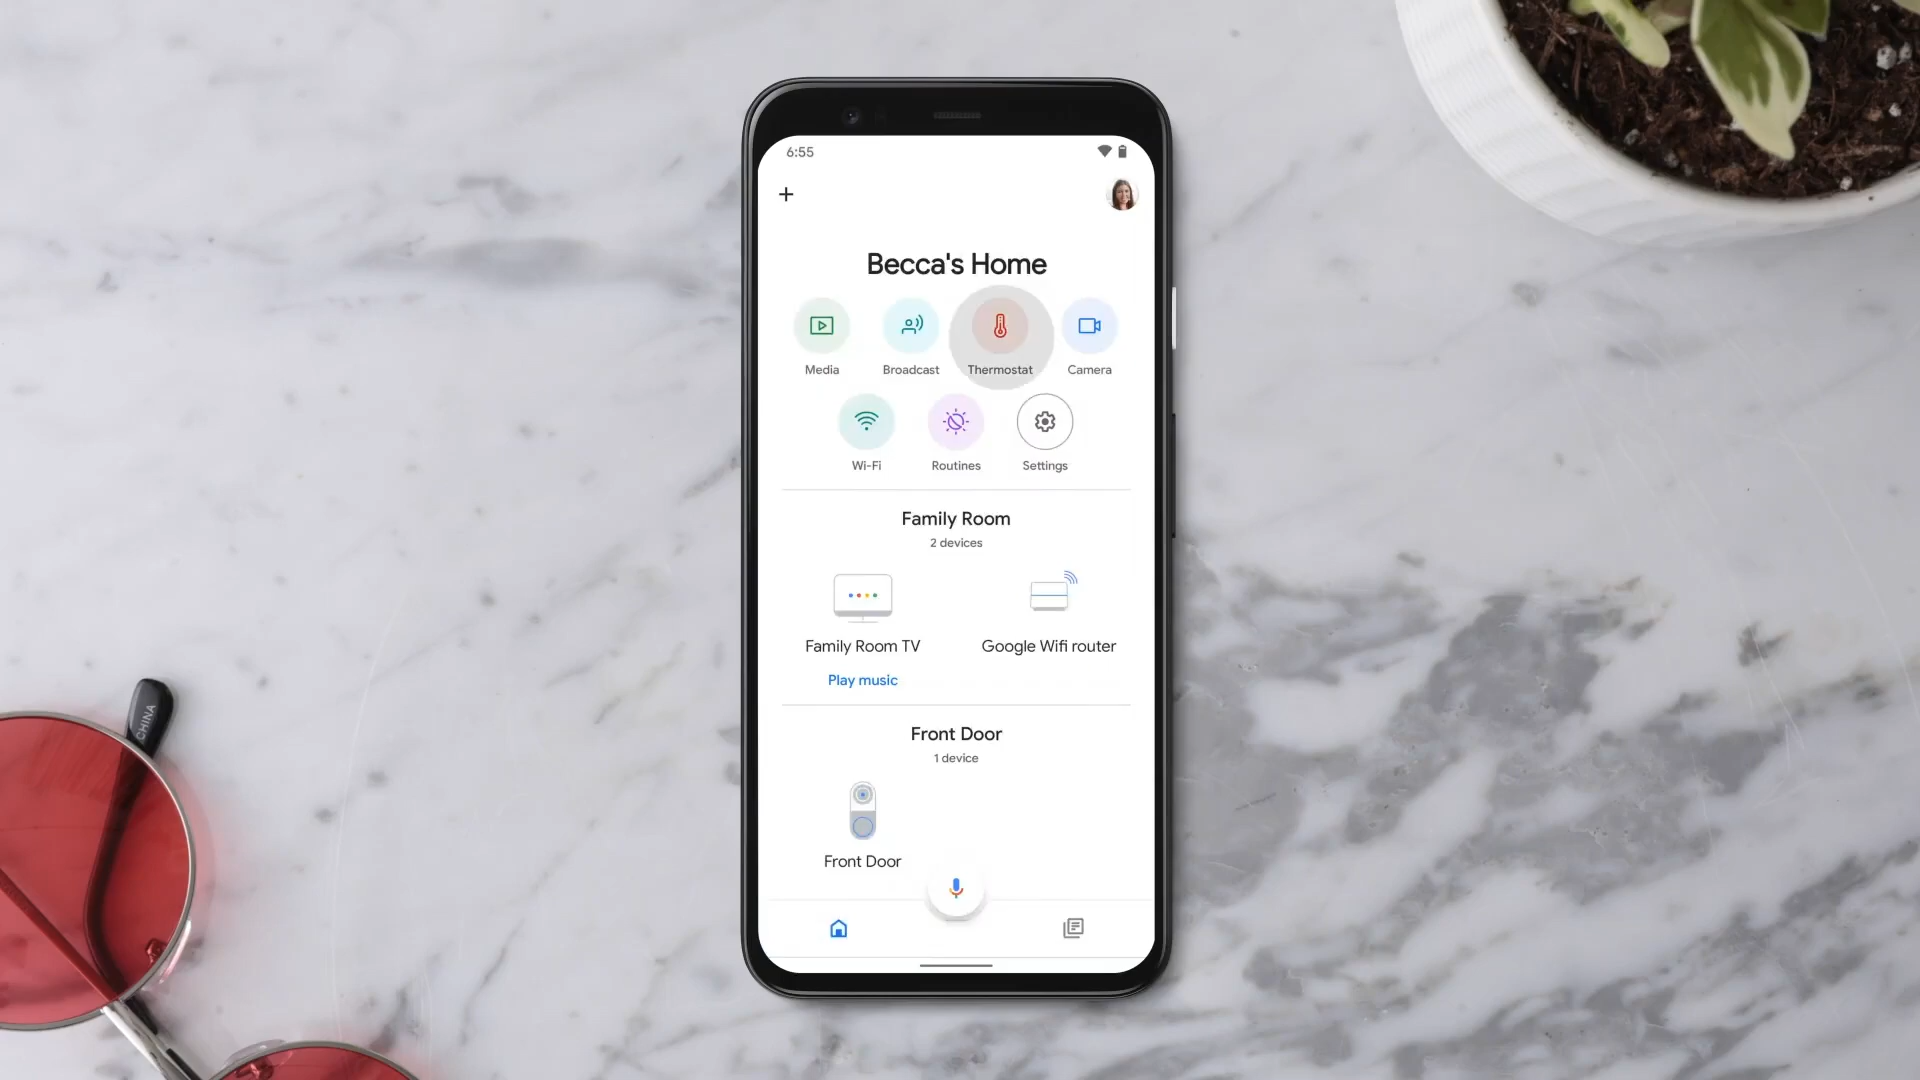 6:55
Becca's Home
Media
Broadcast
Thermostat
Camera
Wi-Fi
Routines
Settings
Family Room
2 devices
Family Room TV
Google Wifi router
Play music
Front Door
1 device
Front Door
CHINA